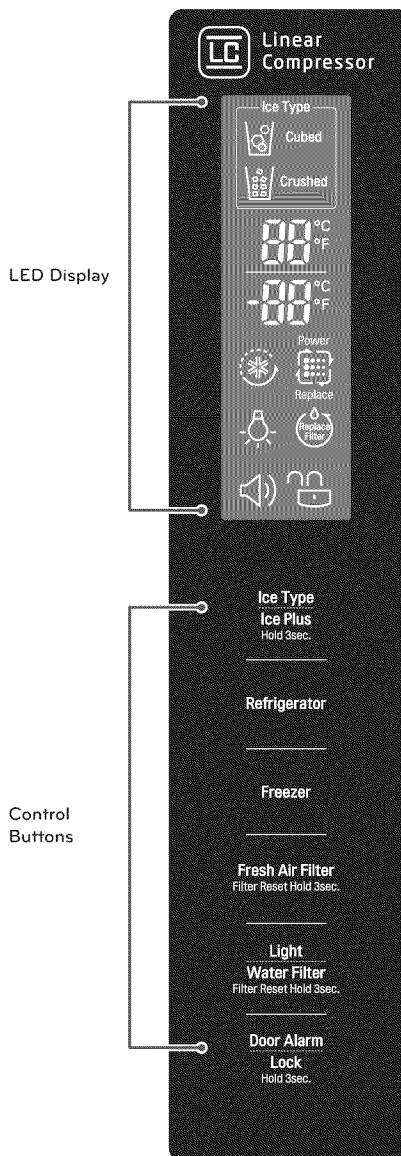 LC
Linear
Compressor
Ice Type
Cubed
Crushed
88 °C
°F
-88 °C
°F
Power
Replace
Replace
Filter
LED Display
Ice Type
Ice Plus
Hold 3sec.
Refrigerator
Freezer
Control
Buttons
Fresh Air Filter
Filter Reset Hold 3sec.
Light
Water Filter
Filter Reset Hold 3sec.
Door Alarm
Lock
Hold 3sec.